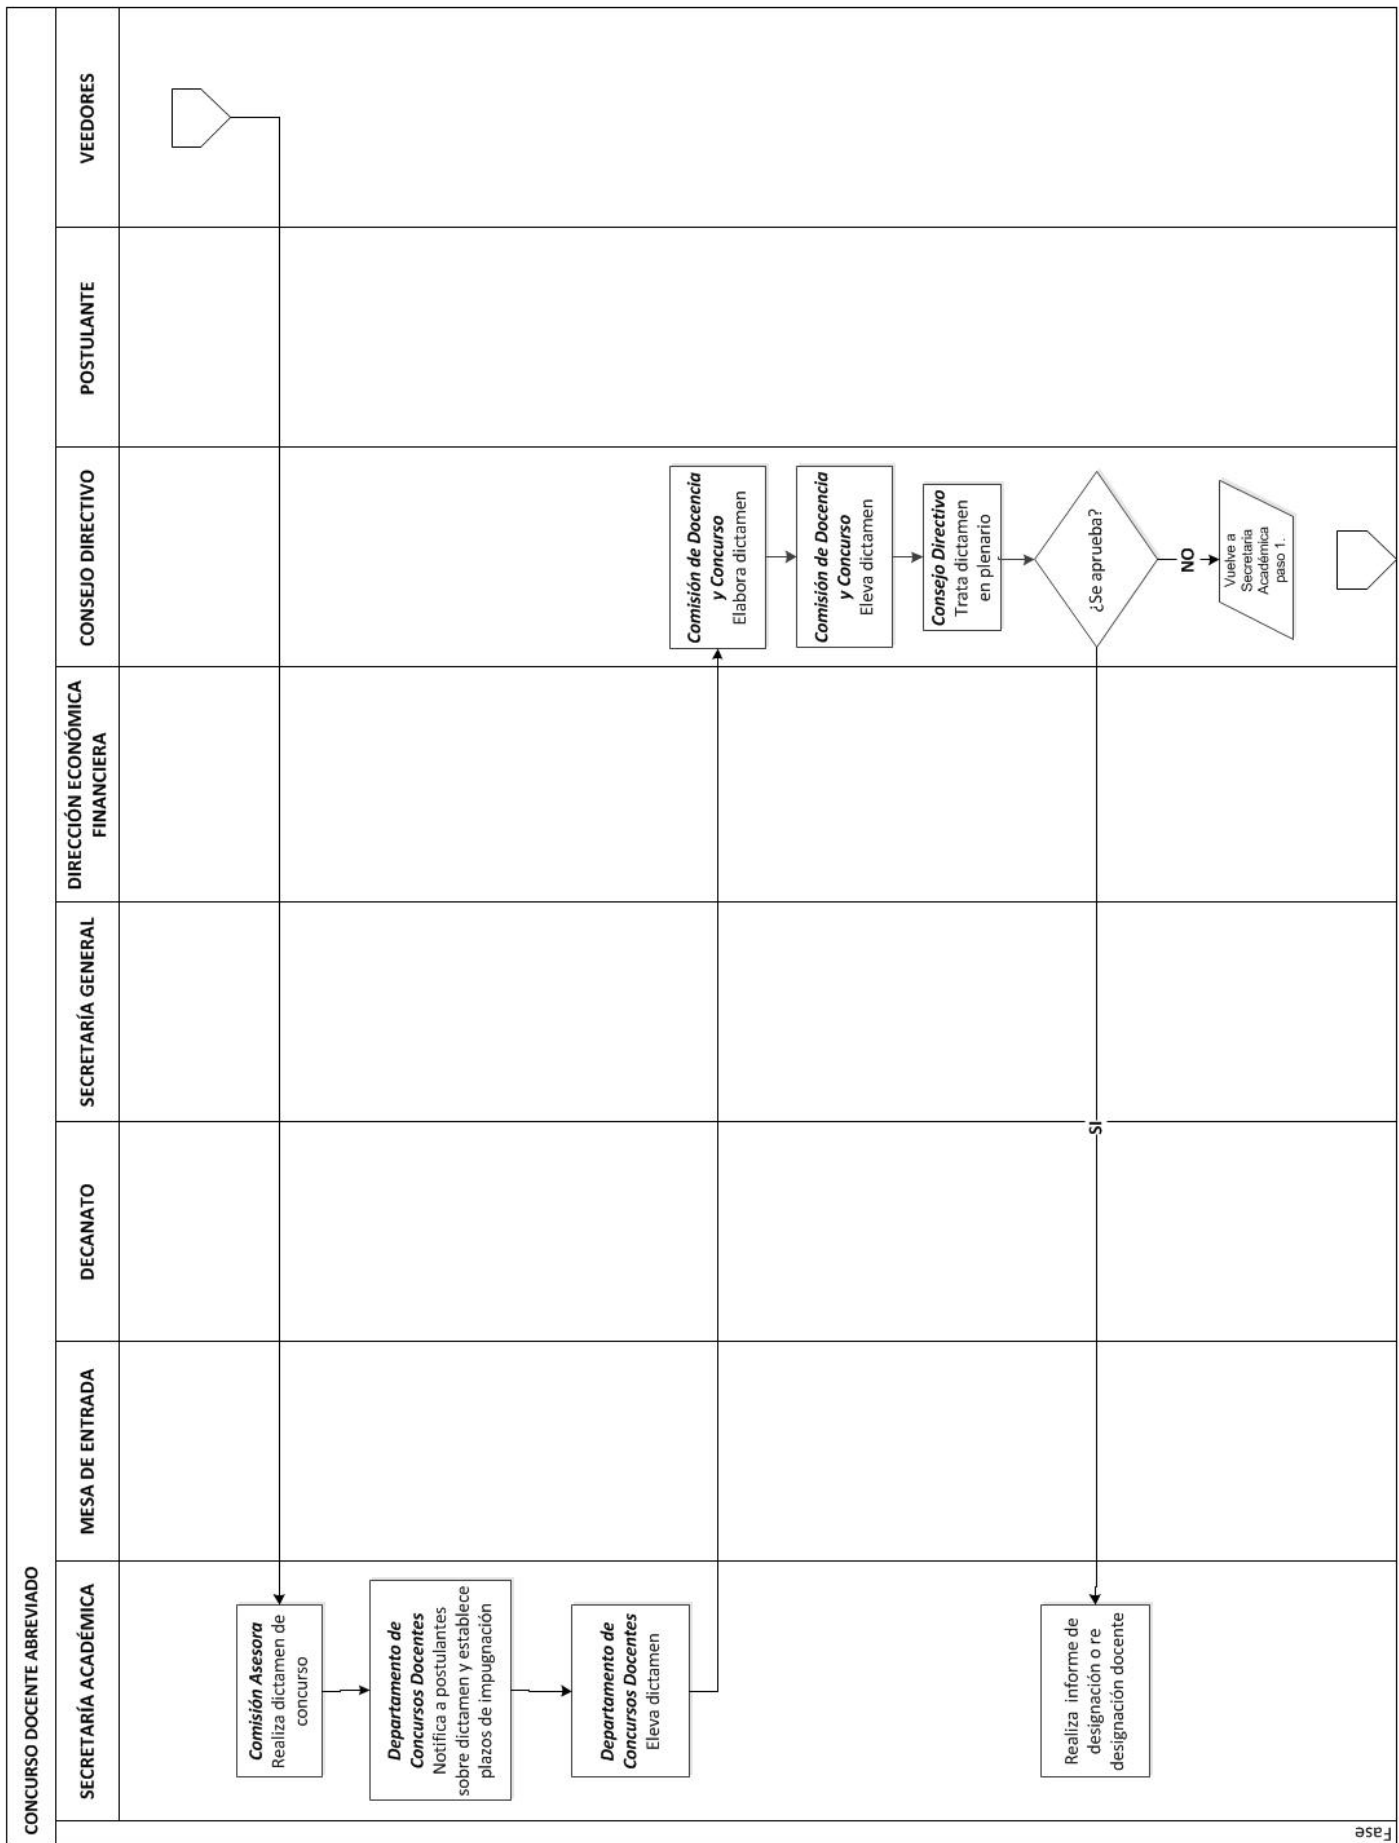 CONCURSO DOCENTE ABREVIADO
SECRETARÍA ACADÉMICA
MESA DE ENTRADA
DECANATO
SECRETARÍA GENERAL
DIRECCIÓN ECONÓMICA
FINANCIERA
CONSEJO DIRECTIVO
POSTULANTE
VEEDORES
Comisión Asesora
Realiza dictamen de
concurso
Departamento de
Concursos Docentes
Notifica a postulantes
sobre dictamen y establece
plazos de impugnación
Departamento de
Concursos Docentes
Eleva dictamen
Comisión de Docencia
y Concurso
Elabora dictamen
Comisión de Docencia
y Concurso
Eleva dictamen
Consejo Directivo
Trata dictamen
en plenario
¿Se aprueba?
SI
NO
Vuelve a
Secretaría
Académica
paso 1.
Realiza informe de
designación o re
designación docente
Fase